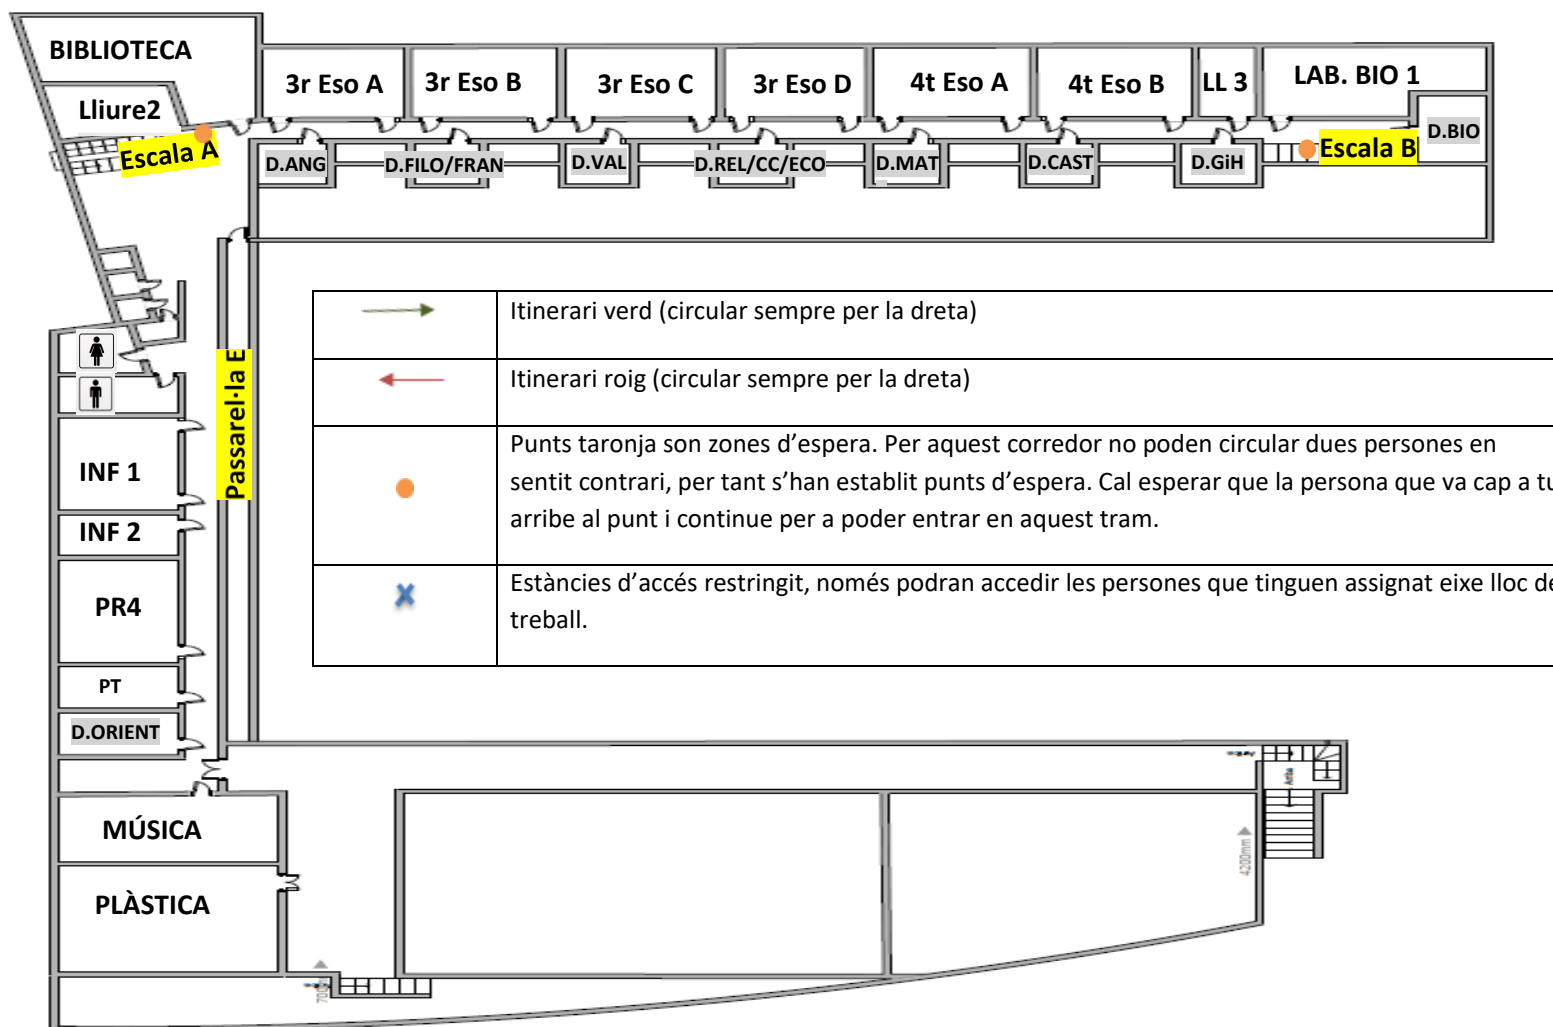 BIBLIOTECA
Lliure2
Escala A
3r Eso A
3r Eso B
3r Eso C
3r Eso D
4t Eso A
4t Eso B
LL 3
LAB. BIO 1
D.BIO
Escala B
D.ANG
D.FILO/FRAN
D.VAL
D.REL/CC/ECO
D.MAT
D.CAST
D.GiH
Passarel·la E
Itinerari verd (circular sempre per la dreta)
Itinerari roig (circular sempre per la dreta)
Punts taronja son zones d’espera. Per aquest corredor no poden circular dues persones en
sentit contrari, per tant s’han establit punts d’espera. Cal esperar que la persona que va cap a tu
arribe al punt i continue per a poder entrar en aquest tram.
Estàncies d’accés restringit, només podran accedir les persones que tinguen assignat eixe lloc de
treball.
INF 1
INF 2
PR4
PT
D.ORIENT
MÚSICA
PLÀSTICA
4200mm